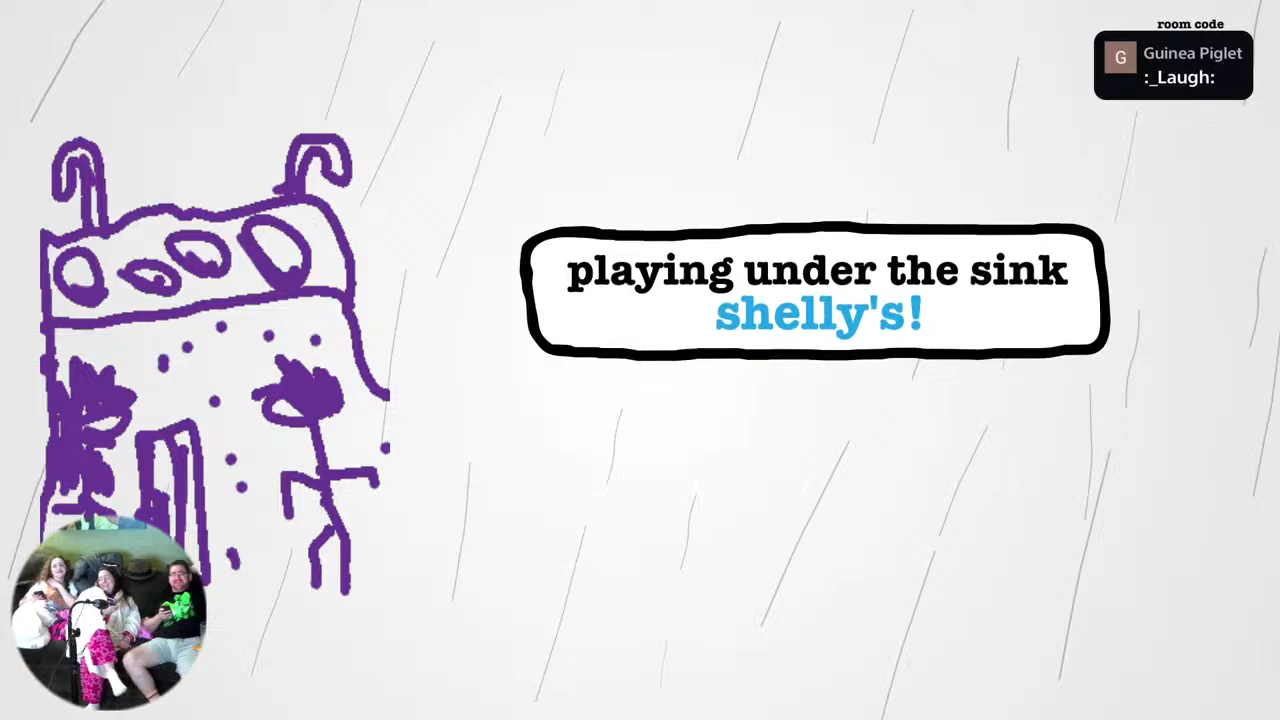 room code
G
Guinea Piglet
:_Laugh:
playing under the sink
shelly's!